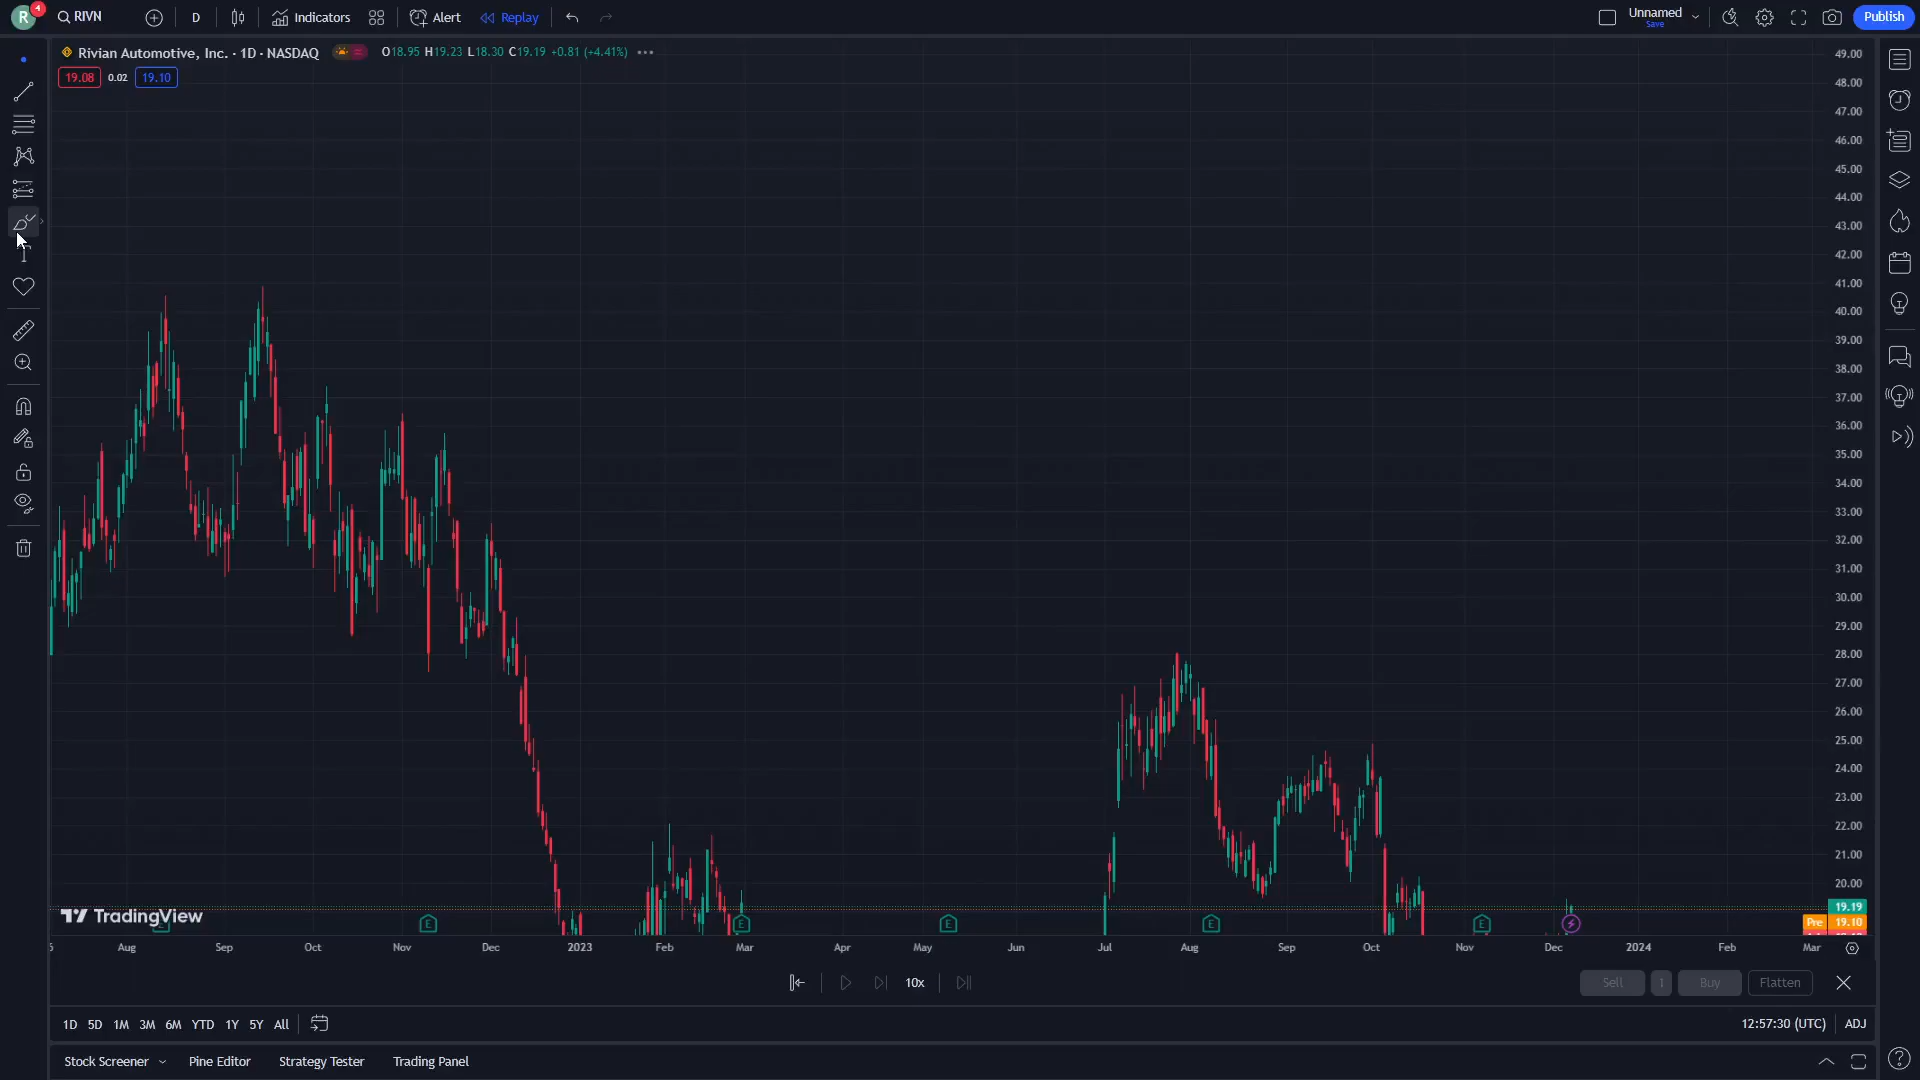 R
4
RIVN
D
Indicators
Alert
Replay
Unnamed
Save
Publish
Rivian Automotive, Inc. · 1D · NASDAQ
O18.95 H19.23 L18.30 C19.19 +0.81 (+4.41%)
19.08
0.02
19.10
49.00
48.00
47.00
46.00
45.00
44.00
43.00
42.00
41.00
40.00
39.00
38.00
37.00
36.00
35.00
34.00
33.00
32.00
31.00
30.00
29.00
28.00
27.00
26.00
25.00
24.00
23.00
22.00
21.00
20.00
19.19
Pre 19.10
TradingView
E E E E E
Aug Sep Oct Nov Dec 2023 Feb Mar Apr May Jun Jul Aug Sep Oct Nov Dec 2024 Feb Mar
10x
Sell
1
Buy
Flatten
1D 5D 1M 3M 6M YTD 1Y 5Y All
12:57:30 (UTC)
ADJ
Stock Screener
Pine Editor
Strategy Tester
Trading Panel